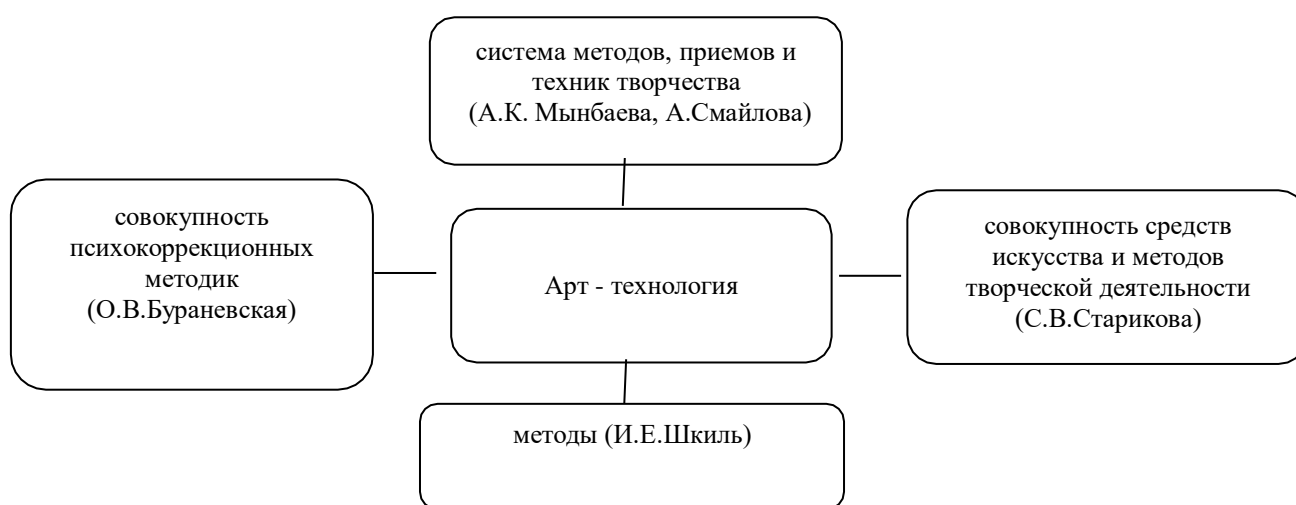 система методов, приемов и
техник творчества
(А.К. Мынбаева, А.Смайлова)
совокупность
психокоррекционных
методик
(О.В.Бураневская)
Арт - технология
совокупность средств
искусства и методов
творческой деятельности
(С.В.Старикова)
методы (И.Е.Шкиль)